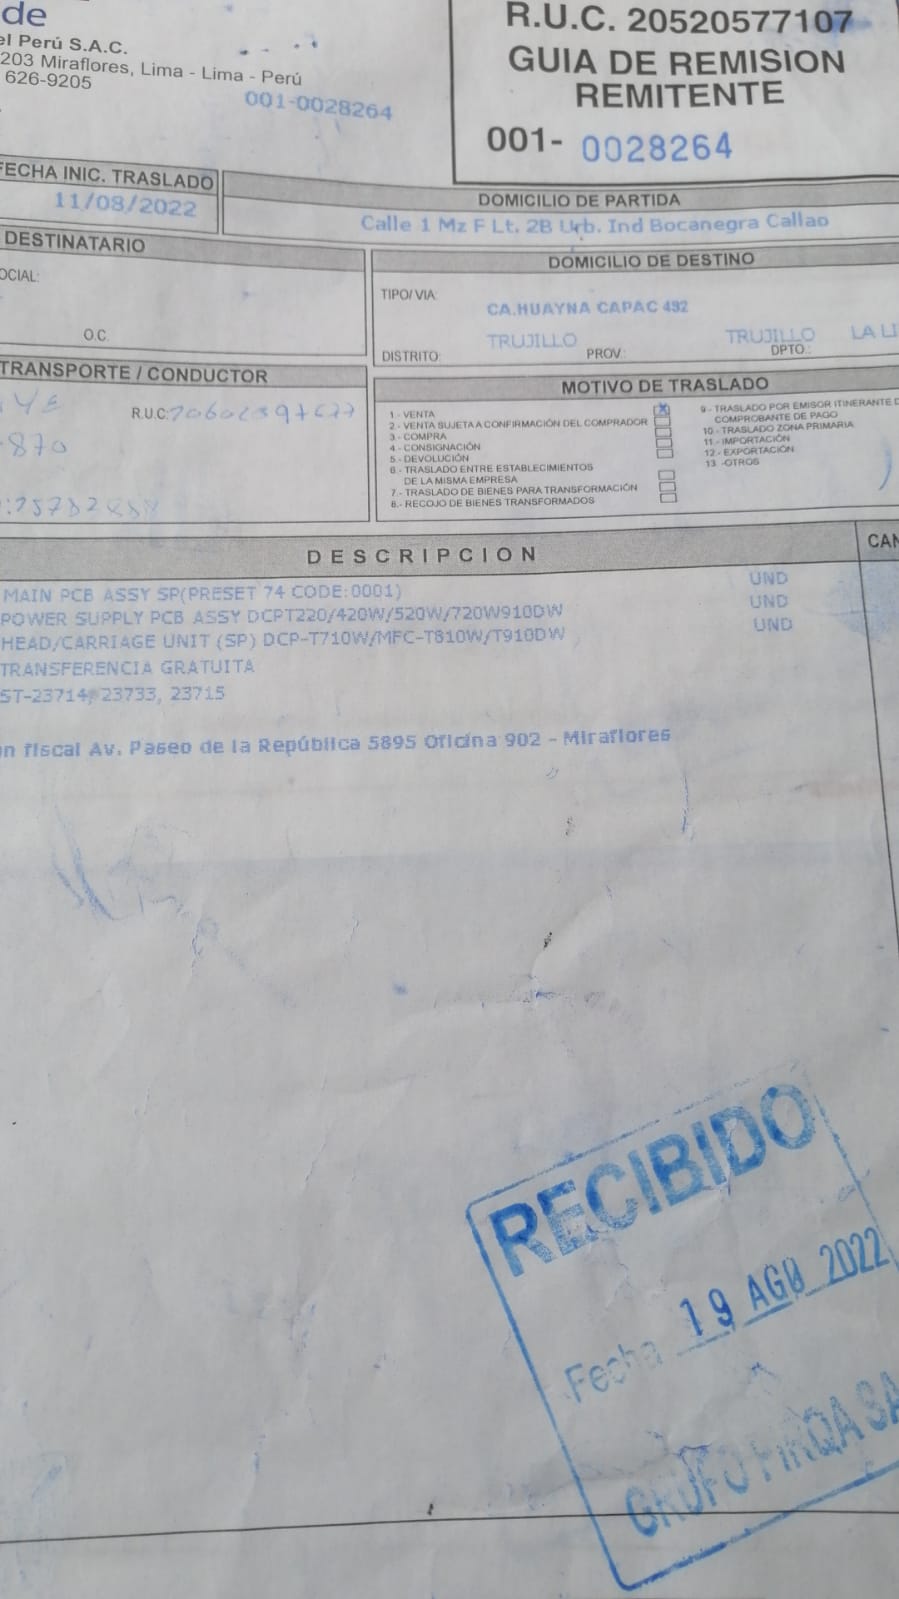 de
el Perú S.A.C.
203 Miraflores, Lima - Lima - Perú
626-9205
001-0028264
R.U.C. 20520577107
GUIA DE REMISION
REMITENTE
001- 0028264
FECHA INIC. TRASLADO
11/08/2022
DOMICILIO DE PARTIDA
Calle 1 Mz F Lt. 2B Urb. Ind Bocanegra Callao
DESTINATARIO
OCIAL:
O.C.
DOMICILIO DE DESTINO
TIPO/VIA:
CA.HUAYNA CAPAC 492
TRUJILLO TRUJILLO LA LI
DISTRITO: PROV.: DPTO.:
TRANSPORTE / CONDUCTOR
R.U.C:
870
MOTIVO DE TRASLADO
1.- VENTA X
2.- VENTA SUJETA A CONFIRMACIÓN DEL COMPRADOR
3.- COMPRA
4.- CONSIGNACIÓN
5.- DEVOLUCIÓN
6.- TRASLADO ENTRE ESTABLECIMIENTOS
DE LA MISMA EMPRESA
7.- TRASLADO DE BIENES PARA TRANSFORMACIÓN
8.- RECOJO DE BIENES TRANSFORMADOS
9.- TRASLADO POR EMISOR ITINERANTE D
COMPROBANTE DE PAGO
10.- TRASLADO ZONA PRIMARIA
11.- IMPORTACIÓN
12.- EXPORTACIÓN
13 -OTROS
DESCRIPCION CAN
MAIN PCB ASSY SP(PRESET 74 CODE:0001) UND
POWER SUPPLY PCB ASSY DCPT220/420W/520W/720W910DW UND
HEAD/CARRIAGE UNIT (SP) DCP-T710W/MFC-T810W/T910DW UND
TRANSFERENCIA GRATUITA
ST-23714, 23733, 23715
n fiscal Av. Paseo de la República 5895 Oficina 902 - Miraflores
RECIBIDO
Fecha 19 AGO 2022
GRUPO PIRQA SA